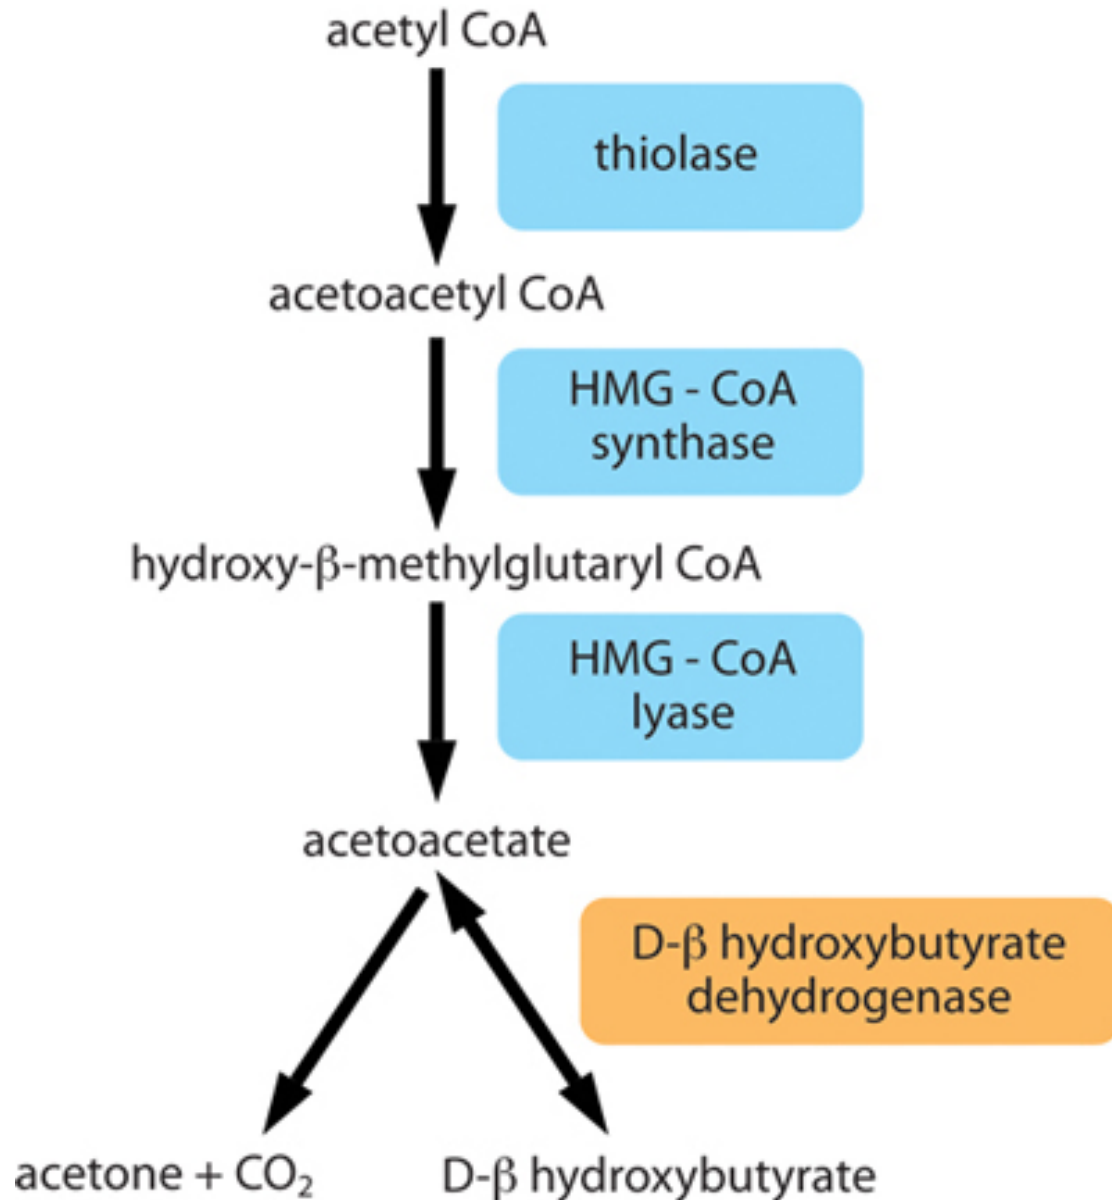 acetyl CoA
thiolase
acetoacetyl CoA
HMG - CoA
synthase
hydroxy-β-methylglutaryl CoA
HMG - CoA
lyase
acetoacetate
D-β hydroxybutyrate
dehydrogenase
acetone + CO₂
D-β hydroxybutyrate